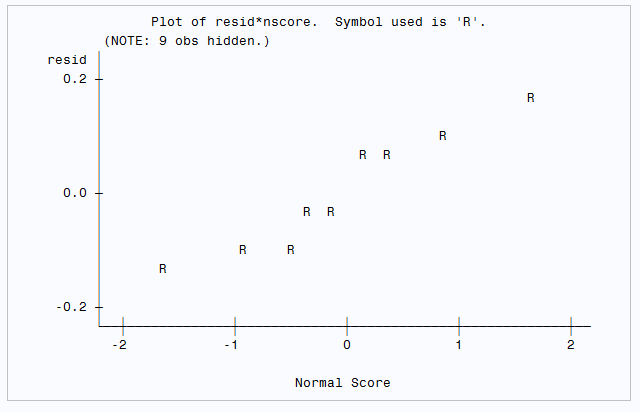 Plot of resid*nscore.  Symbol used is 'R'.
(NOTE: 9 obs hidden.)
resid
0.2
R
R
R R
0.0
R R
R R
R
-0.2
-2 -1 0 1 2
Normal Score